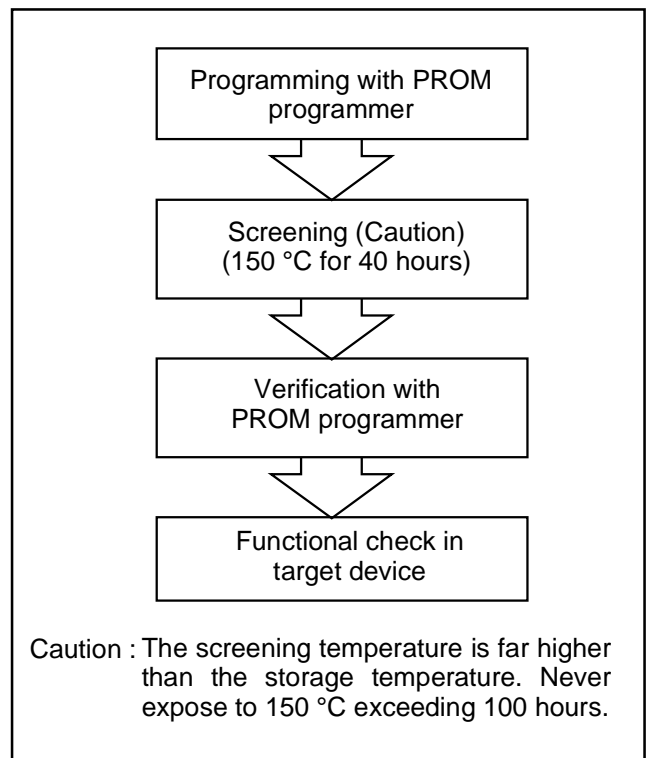 Programming with PROM
programmer
Screening (Caution)
(150 °C for 40 hours)
Verification with
PROM programmer
Functional check in
target device
Caution : The screening temperature is far higher
than the storage temperature. Never
expose to 150 °C exceeding 100 hours.